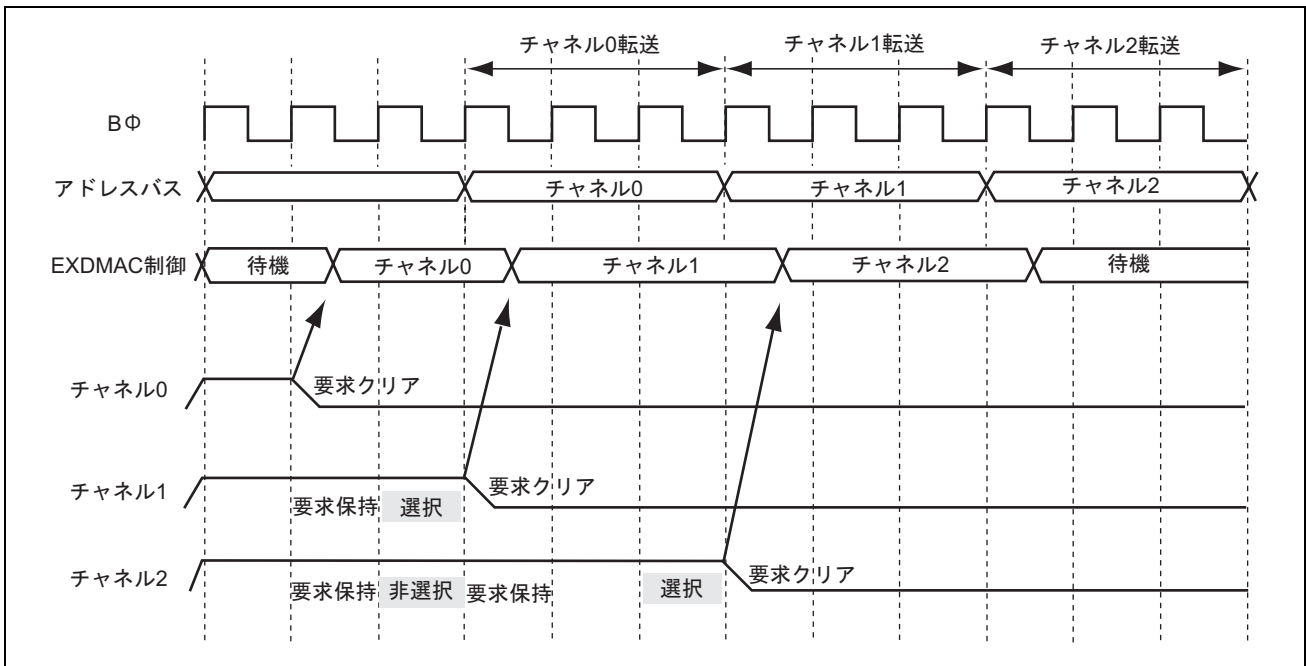 チャネル0転送 チャネル1転送 チャネル2転送
BΦ
アドレスバス チャネル0 チャネル1 チャネル2
EXDMAC制御 待機 チャネル0 チャネル1 チャネル2 待機
チャネル0 要求クリア
チャネル1 要求保持 選択 要求クリア
チャネル2 要求保持 非選択 要求保持 選択 要求クリア